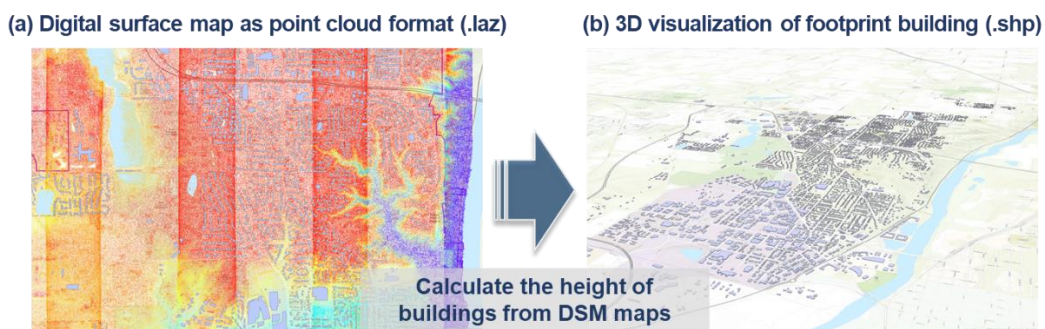 (a) Digital surface map as point cloud format (.laz)
(b) 3D visualization of footprint building (.shp)
Calculate the height of
buildings from DSM maps